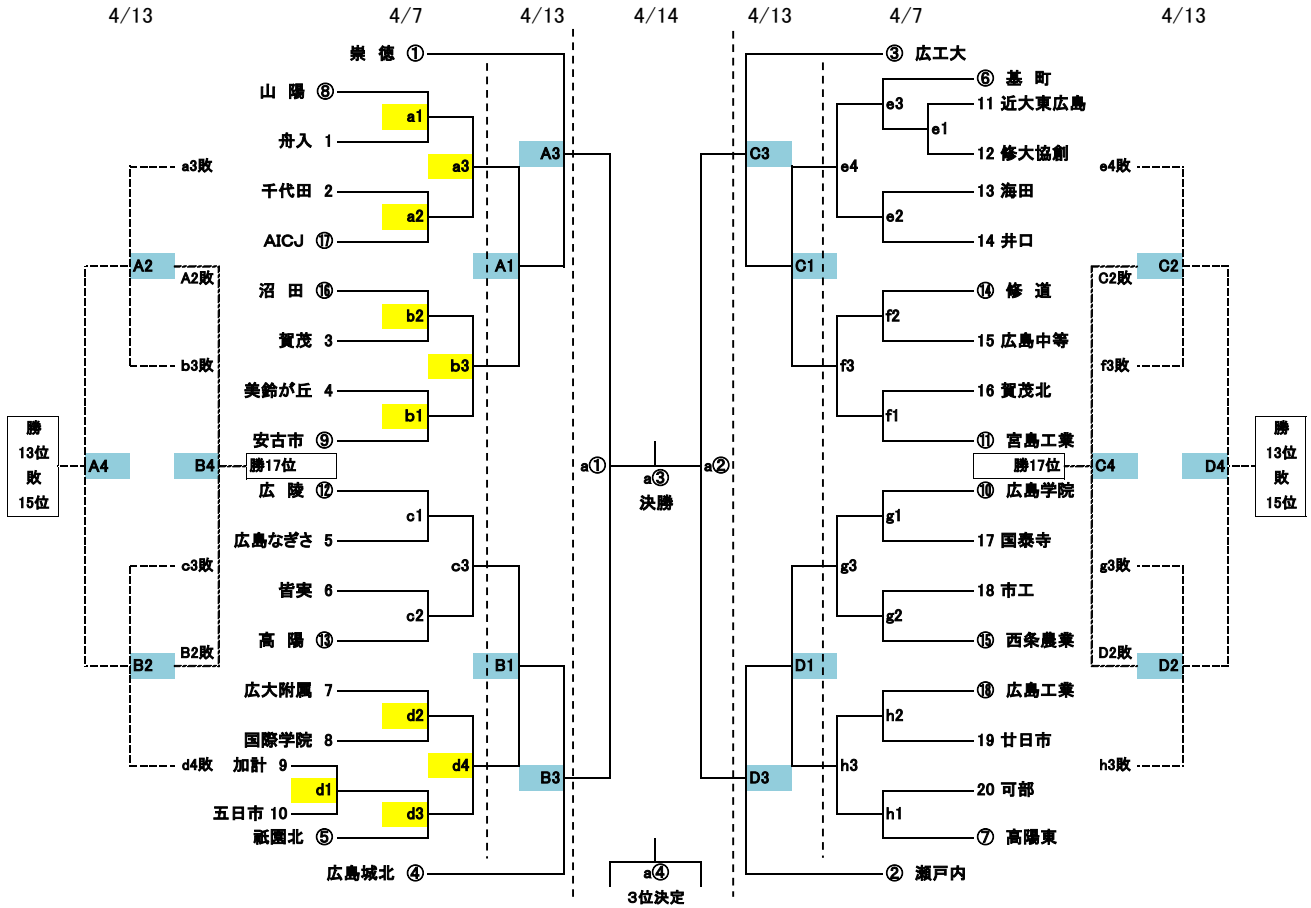 4/13 4/7 4/13 4/14 4/13 4/7 4/13
崇 徳 ① ③ 広工大
山 陽 ⑧ ⑥ 基 町
a1 e3 11 近大東広島
e1
舟入 1 A3 C3 12 修大協創
a3敗 a3 e4 e4敗
千代田 2 13 海田
a2 e2
AICJ ⑰ 14 井口
A2 A1 C1 C2
A2敗 C2敗
沼 田 ⑯ ⑭ 修 道
b2 f2
賀茂 3 15 広島中等
b3敗 b3 f3 f3敗
美鈴が丘 4 16 賀茂北
b1 f1
勝 勝
安古市 ⑨ ⑪ 宮島工業
13位 13位
A4 B4 勝17位 a① a② 勝17位 C4 D4
敗 a③ 敗
広 陵 ⑫ ⑩ 広島学院
15位 決勝 15位
c1 g1
広島なぎさ 5 17 国泰寺
c3敗 c3 g3 g3敗
皆実 6 18 市工
c2 g2
高 陽 ⑬ ⑮ 西条農業
B2敗 D2敗
B2 B1 D1 D2
広大附属 7 ⑱ 広島工業
d2 h2
国際学院 8 19 廿日市
d4敗 加計 9 d4 B3 D3 h3 h3敗
d1 20 可部
五日市 10 d3 h1
祇園北 ⑤ ⑦ 高陽東
広島城北 ④ a④ ② 瀬戸内
3位決定